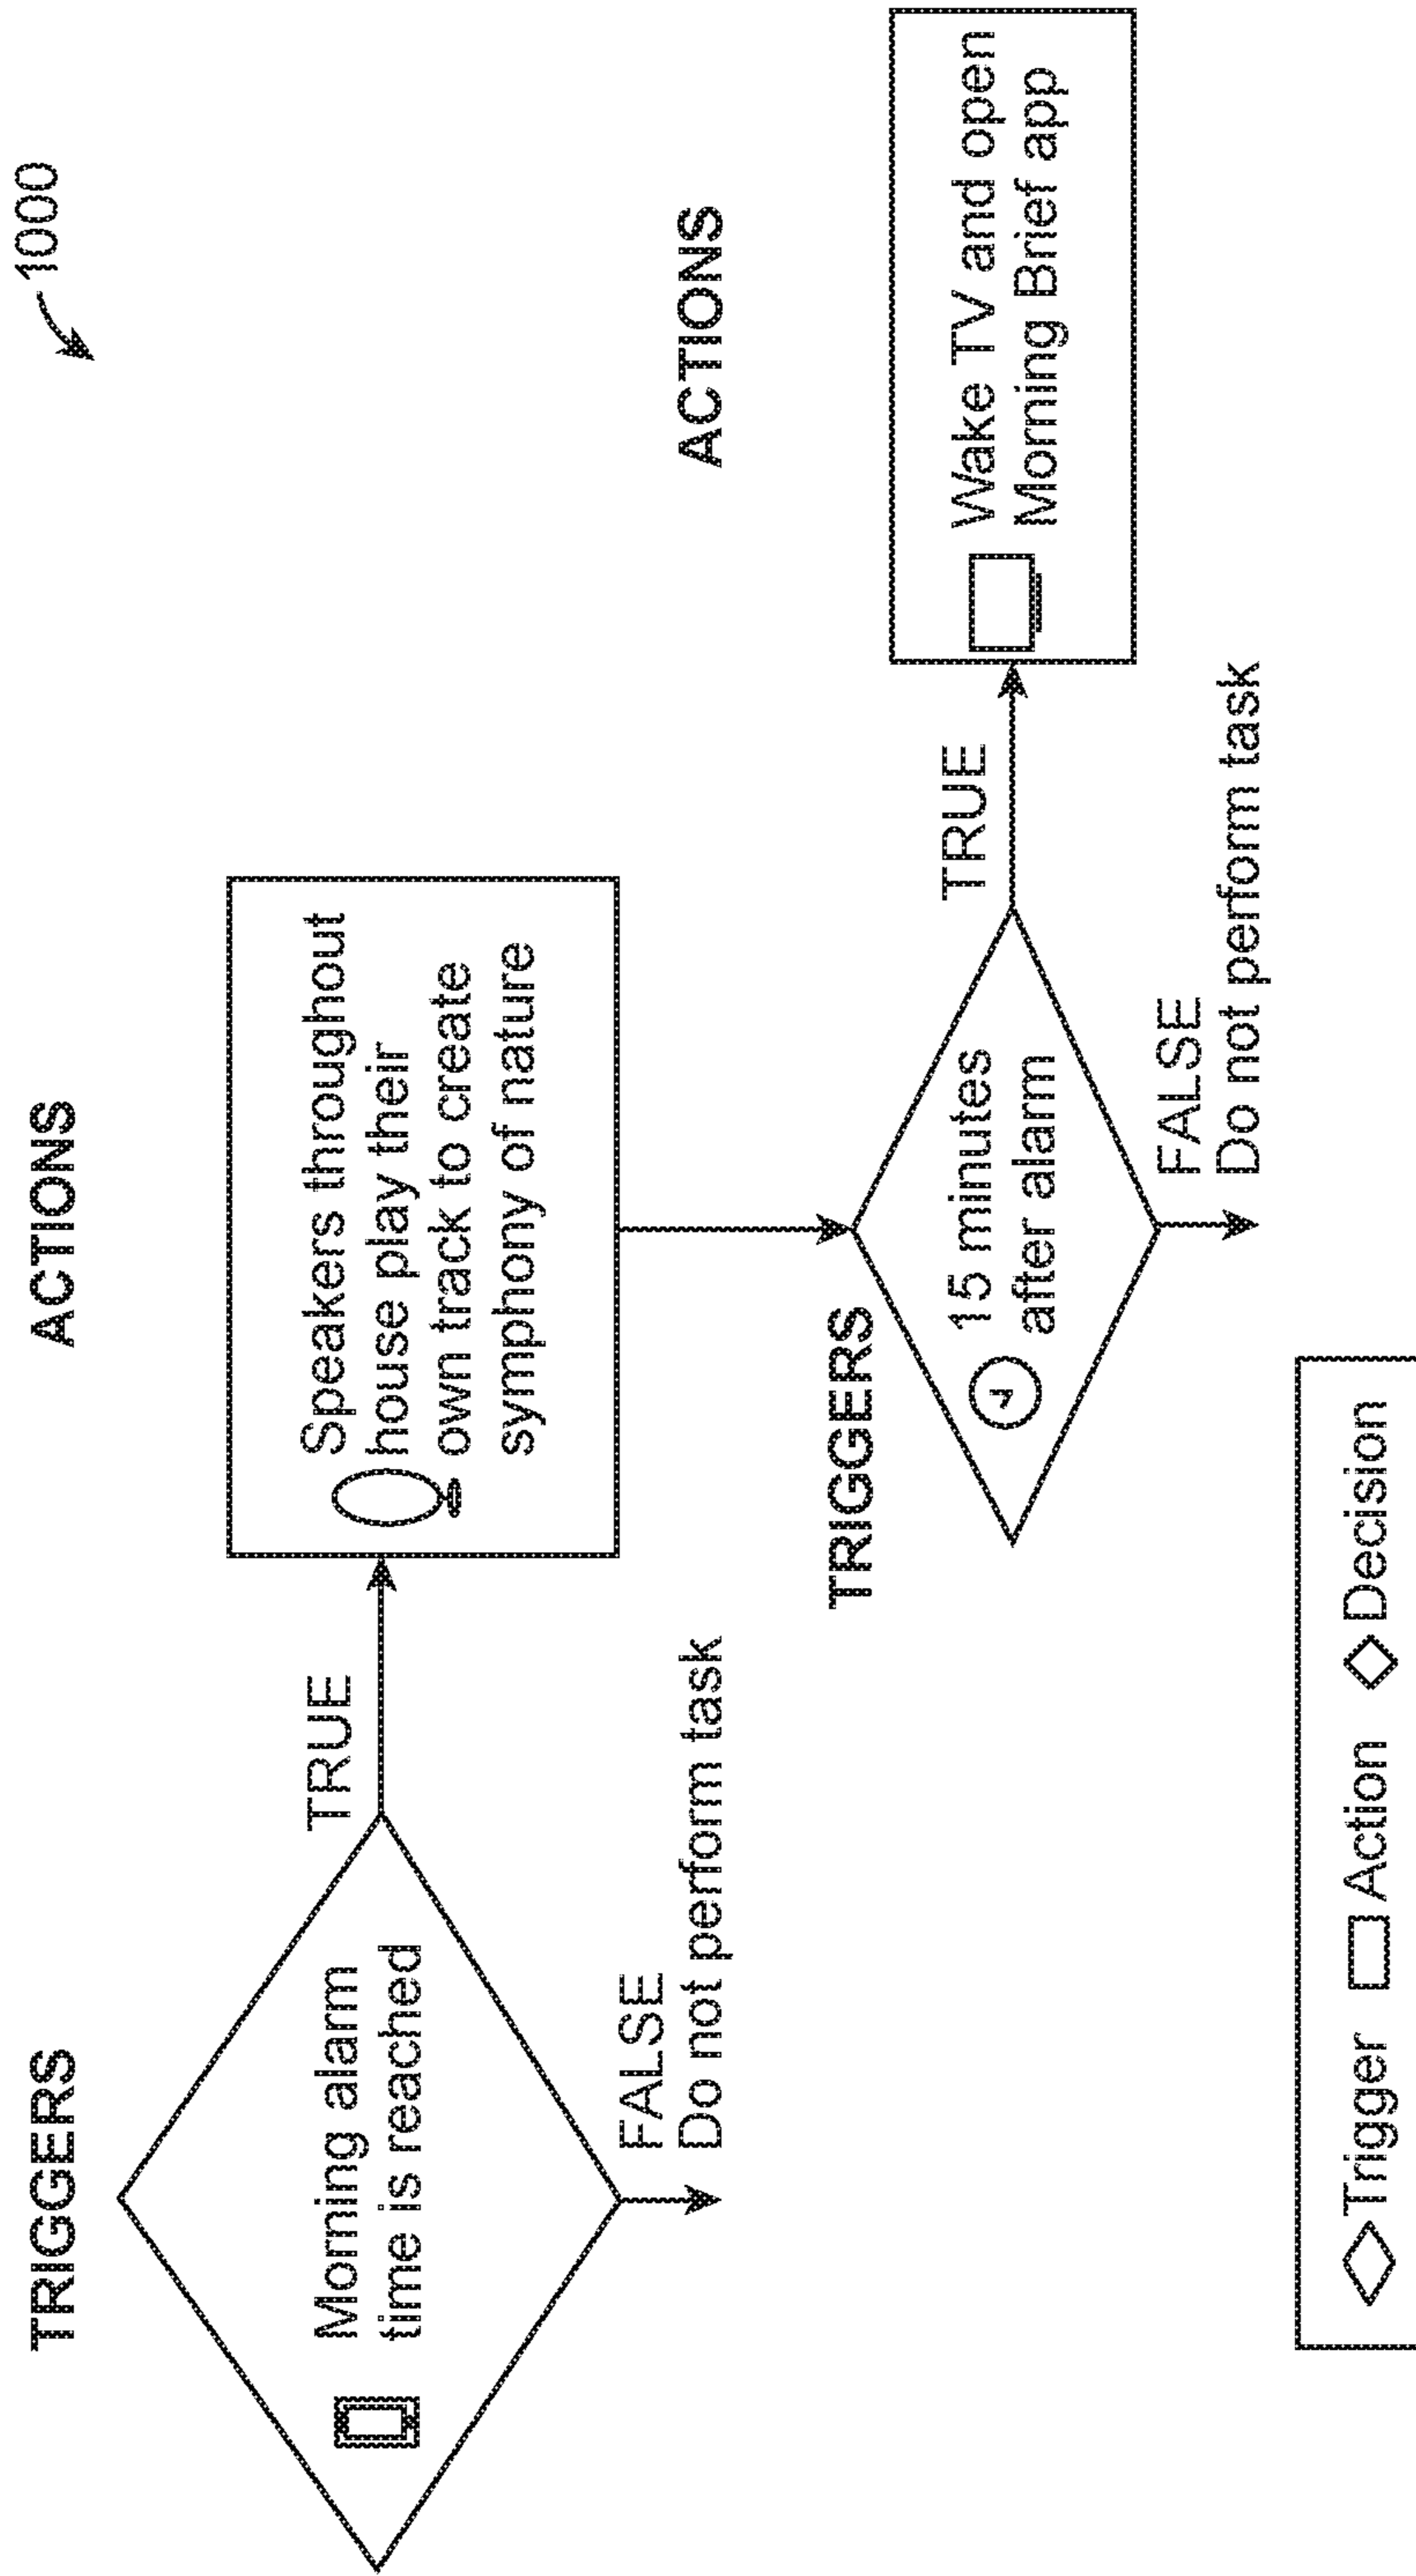 1000
TRIGGERS
ACTIONS
Morning alarm
time is reached
TRUE
FALSE
Do not perform task
Speakers throughout
house play their
own track to create
symphony of nature
TRIGGERS
ACTIONS
15 minutes
after alarm
TRUE
FALSE
Do not perform task
Wake TV and open
Morning Brief app
Trigger Action Decision